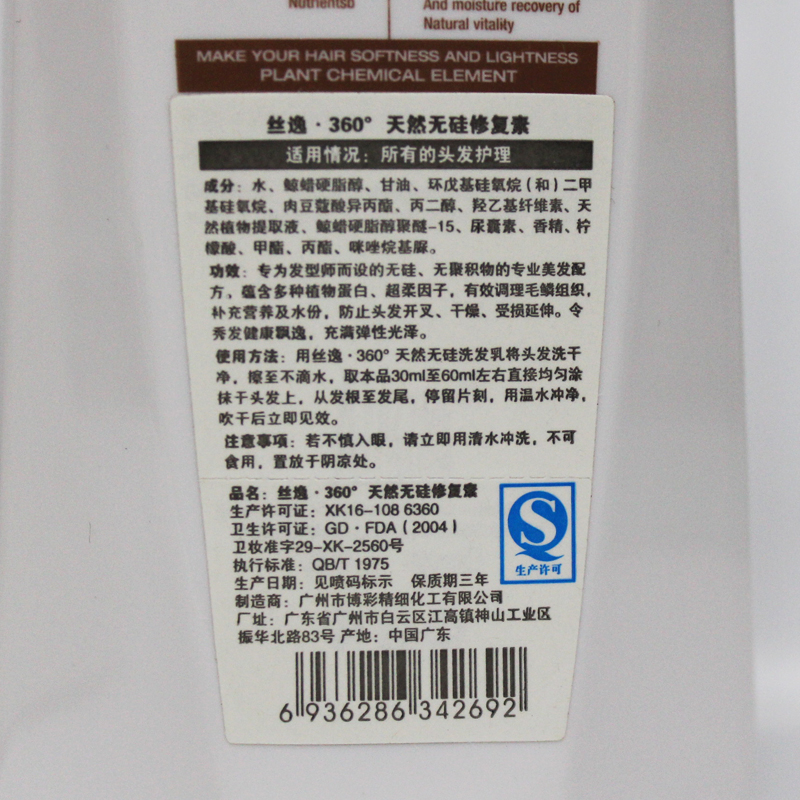 Nutrientsb
And moisture recovery of
Natural vitality
MAKE YOUR HAIR SOFTNESS AND LIGHTNESS
PLANT CHEMICAL ELEMENT
丝逸·360° 天然无硅修复素
适用情况：所有的头发护理
成分：水、鲸蜡硬脂醇、甘油、环戊基硅氧烷（和）二甲
基硅氧烷、肉豆蔻酸异丙酯、丙二醇、羟乙基纤维素、天
然植物提取液、鲸蜡硬脂醇聚醚-15、尿囊素、香精、柠
檬酸、甲酯、丙酯、咪唑烷基脲。
功效：专为发型师而设的无硅、无聚积物的专业美发配
方、蕴含多种植物蛋白、超柔因子，有效调理毛鳞组织，
补充营养及水份，防止头发开叉、干燥、受损延伸。令
秀发健康飘逸，充满弹性光泽。
使用方法：用丝逸·360° 天然无硅洗发乳将头发洗干
净，擦至不滴水，取本品30ml至60ml左右直接均匀涂
抹于头发上，从发根至发尾，停留片刻，用温水冲净，
吹干后立即见效。
注意事项：若不慎入眼，请立即用清水冲洗，不可
食用，置放于阴凉处。
品名：丝逸·360° 天然无硅修复素
生产许可证：XK16-108 6360
卫生许可证：GD·FDA（2004）
卫妆准字29-XK-2560号
执行标准：QB/T 1975
生产日期：见喷码标示 保质期三年
制造商：广州市博彩精细化工有限公司
厂址：广东省广州市白云区江高镇神山工业区
振华北路83号 产地：中国广东
S
生产许可
6 936286 342692